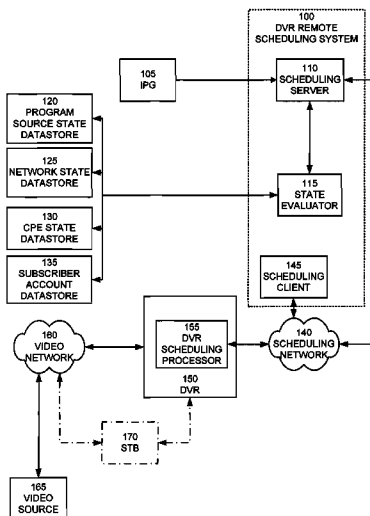 100
DVR REMOTE
SCHEDULING SYSTEM
105
IPG
110
SCHEDULING
SERVER
120
PROGRAM
SOURCE STATE
DATASTORE
125
NETWORK STATE
DATASTORE
115
STATE
EVALUATOR
130
CPE STATE
DATASTORE
135
SUBSCRIBER
ACCOUNT
DATASTORE
145
SCHEDULING
CLIENT
160
VIDEO
NETWORK
155
DVR
SCHEDULING
PROCESSOR
150
DVR
140
SCHEDULING
NETWORK
170
STB
165
VIDEO
SOURCE